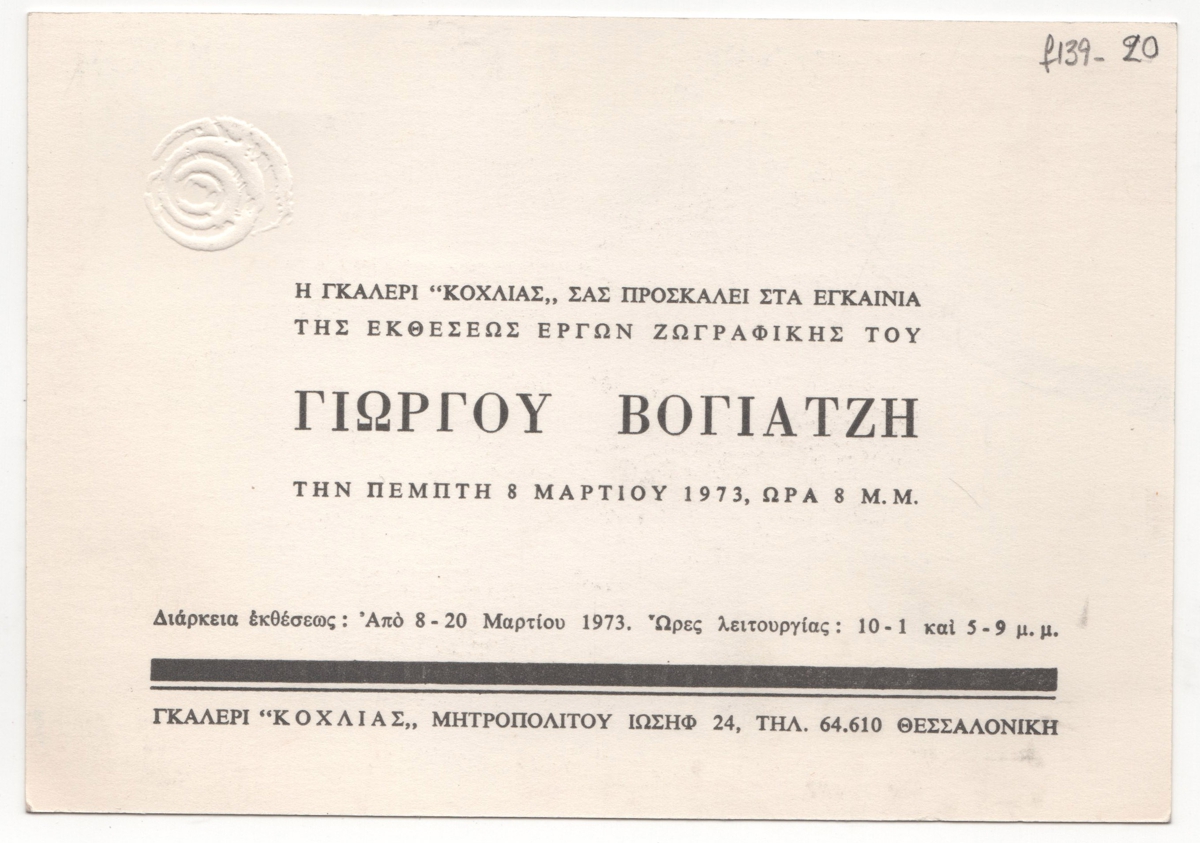 f139- 20
Η ΓΚΑΛΕΡΙ “ΚΟΧΛΙΑΣ„ ΣΑΣ ΠΡΟΣΚΑΛΕΙ ΣΤΑ ΕΓΚΑΙΝΙΑ
ΤΗΣ ΕΚΘΕΣΕΩΣ ΕΡΓΩΝ ΖΩΓΡΑΦΙΚΗΣ ΤΟΥ
ΓΙΩΡΓΟΥ ΒΟΓΙΑΤΖΗ
ΤΗΝ ΠΕΜΠΤΗ 8 ΜΑΡΤΙΟΥ 1973, ΩΡΑ 8 Μ.Μ.
Διάρκεια ἐκθέσεως : Ἀπὸ 8 - 20 Μαρτίου 1973. Ὧρες λειτουργίας : 10 - 1 καὶ 5 - 9 μ. μ.
ΓΚΑΛΕΡΙ “ΚΟΧΛΙΑΣ„ ΜΗΤΡΟΠΟΛΙΤΟΥ ΙΩΣΗΦ 24, ΤΗΛ. 64.610 ΘΕΣΣΑΛΟΝΙΚΗ